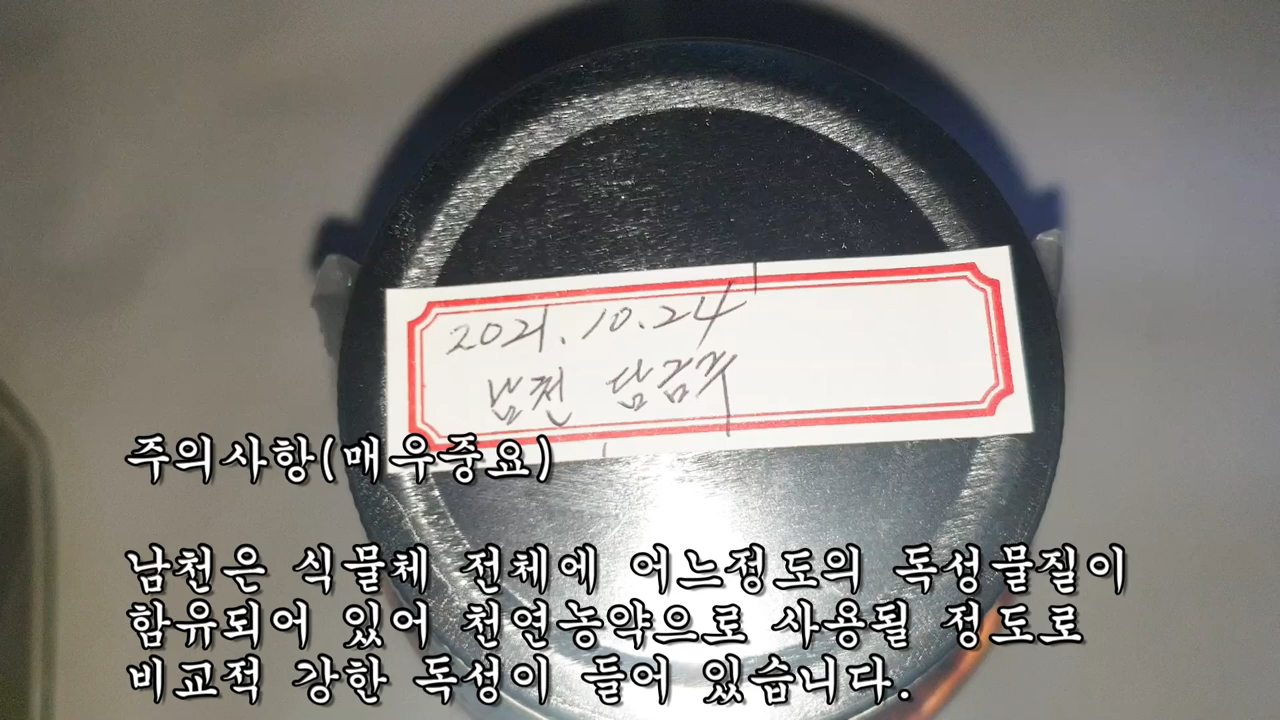 2021.10.24
남천 담금주
주의사항(매우중요)
남천은 식물체 전체에 어느정도의 독성물질이
함유되어 있어 천연농약으로 사용될 정도로
비교적 강한 독성이 들어 있습니다.